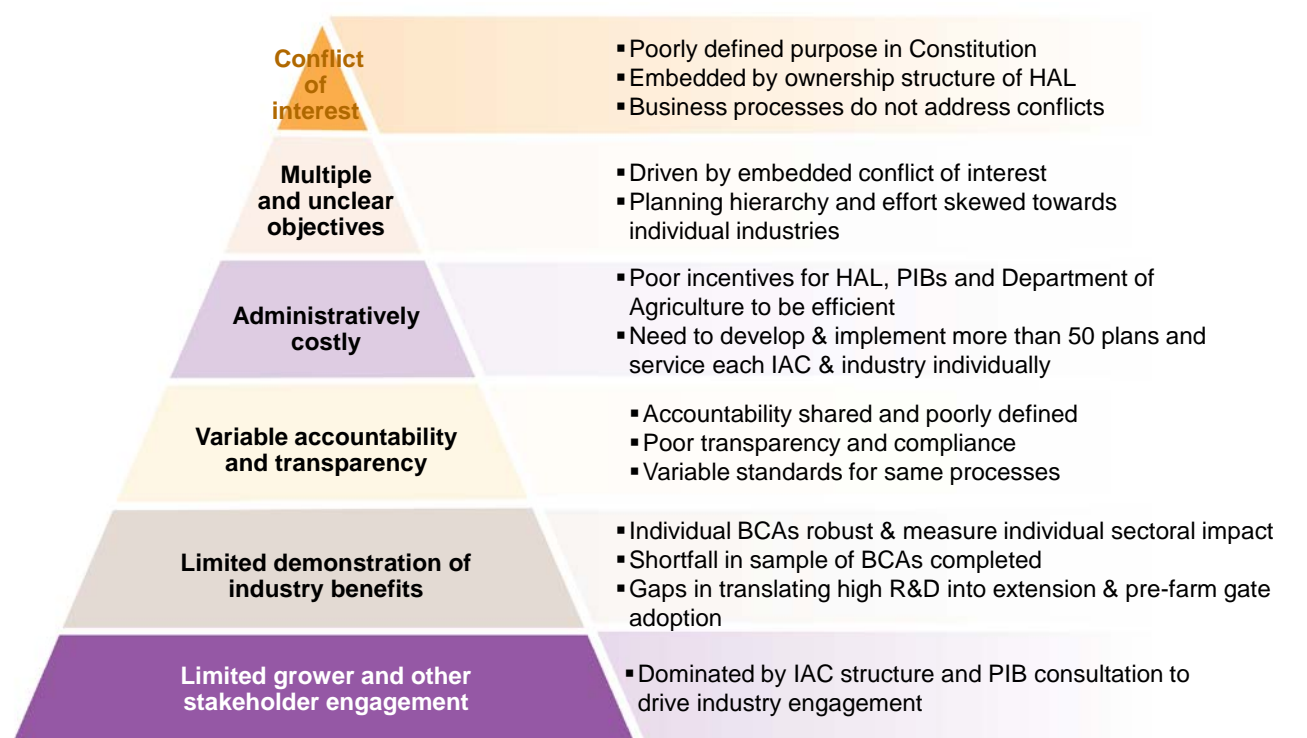 Conflict
of
interest
▪Poorly defined purpose in Constitution
▪Embedded by ownership structure of HAL
▪Business processes do not address conflicts
Multiple
and unclear
objectives
▪Driven by embedded conflict of interest
▪Planning hierarchy and effort skewed towards
individual industries
Administratively
costly
▪Poor incentives for HAL, PIBs and Department of
Agriculture to be efficient
▪Need to develop & implement more than 50 plans and
service each IAC & industry individually
Variable accountability
and transparency
▪Accountability shared and poorly defined
▪Poor transparency and compliance
▪Variable standards for same processes
Limited demonstration of
industry benefits
▪Individual BCAs robust & measure individual sectoral impact
▪Shortfall in sample of BCAs completed
▪Gaps in translating high R&D into extension & pre-farm gate
adoption
Limited grower and other
stakeholder engagement
▪Dominated by IAC structure and PIB consultation to
drive industry engagement